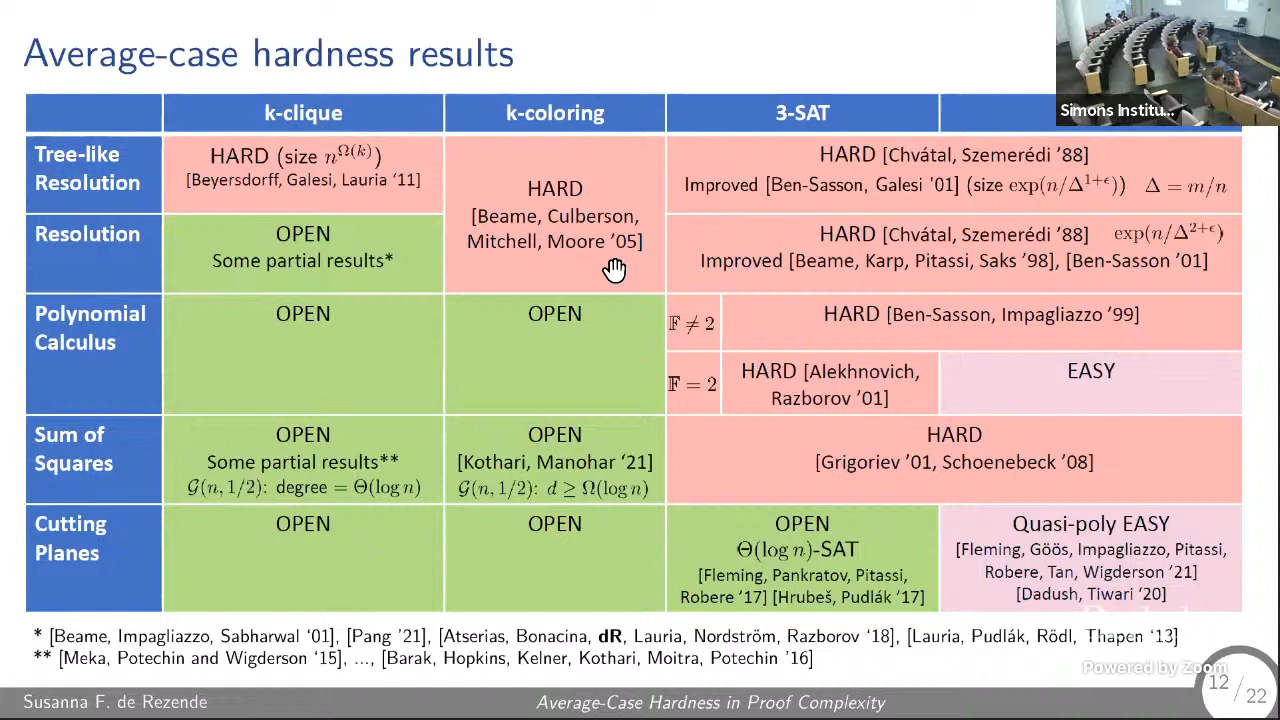 Average-case hardness results
Simons Institu...
k-clique
k-coloring
3-SAT
Tree-like
Resolution
HARD (size n^Ω(k))
[Beyersdorff, Galesi, Lauria ‘11]
HARD
[Beame, Culberson,
Mitchell, Moore ’05]
HARD [Chvátal, Szemerédi ’88]
Improved [Ben-Sasson, Galesi ’01] (size exp(n/Δ^1+ϵ)) Δ = m/n
Resolution
OPEN
Some partial results*
HARD [Chvátal, Szemerédi ’88] exp(n/Δ^2+ϵ)
Improved [Beame, Karp, Pitassi, Saks ’98], [Ben-Sasson ’01]
Polynomial
Calculus
OPEN
OPEN
𝔽 ≠ 2
HARD [Ben-Sasson, Impagliazzo ’99]
𝔽 = 2
HARD [Alekhnovich,
Razborov ’01]
EASY
Sum of
Squares
OPEN
Some partial results**
𝒢(n, 1/2): degree = Θ(log n)
OPEN
[Kothari, Manohar ‘21]
𝒢(n, 1/2): d ≥ Ω(log n)
HARD
[Grigoriev ’01, Schoenebeck ’08]
Cutting
Planes
OPEN
OPEN
OPEN
Θ(log n)-SAT
[Fleming, Pankratov, Pitassi,
Robere ’17] [Hrubeš, Pudlák ’17]
Quasi-poly EASY
[Fleming, Göös, Impagliazzo, Pitassi,
Robere, Tan, Wigderson ’21]
[Dadush, Tiwari ’20]
* [Beame, Impagliazzo, Sabharwal ‘01], [Pang ’21], [Atserias, Bonacina, dR, Lauria, Nordström, Razborov ‘18], [Lauria, Pudlák, Rödl, Thapen ‘13]
** [Meka, Potechin and Wigderson ‘15], ..., [Barak, Hopkins, Kelner, Kothari, Moitra, Potechin ’16]
Powered by Zoom
Susanna F. de Rezende
Average-Case Hardness in Proof Complexity
12 / 22